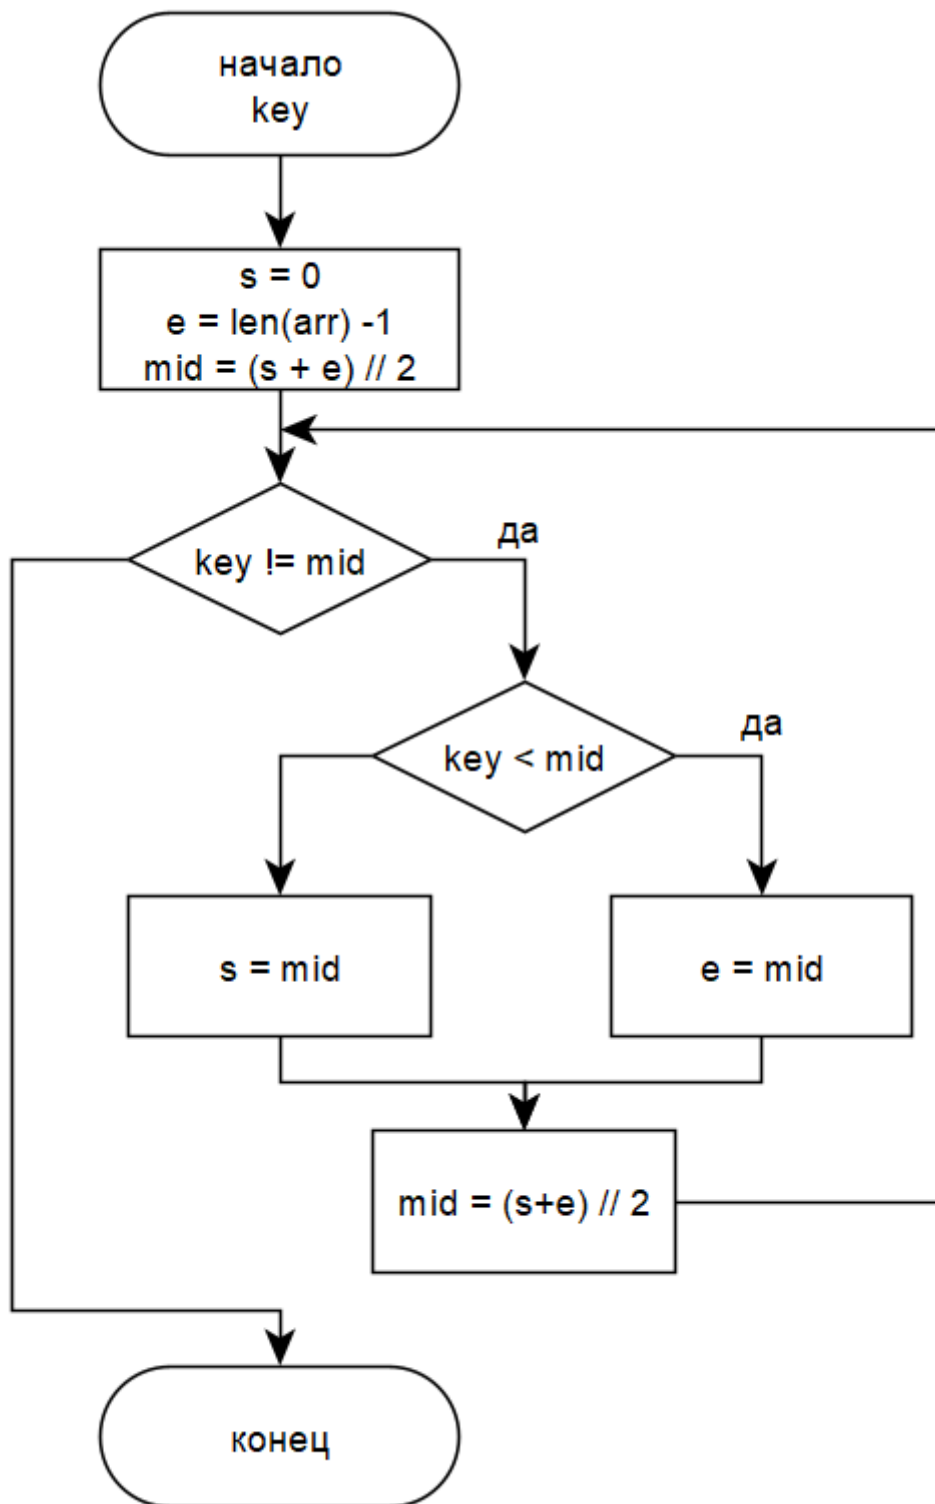 начало
key
s = 0
e = len(arr) -1
mid = (s + e) // 2
key != mid
да
key < mid
да
s = mid
e = mid
mid = (s+e) // 2
конец